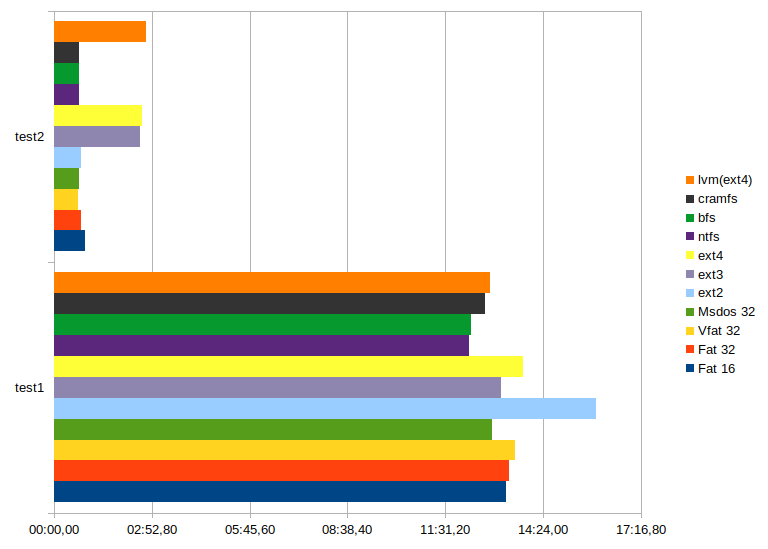 test2
test1
00:00,00 02:52,80 05:45,60 08:38,40 11:31,20 14:24,00 17:16,80
lvm(ext4)
cramfs
bfs
ntfs
ext4
ext3
ext2
Msdos 32
Vfat 32
Fat 32
Fat 16